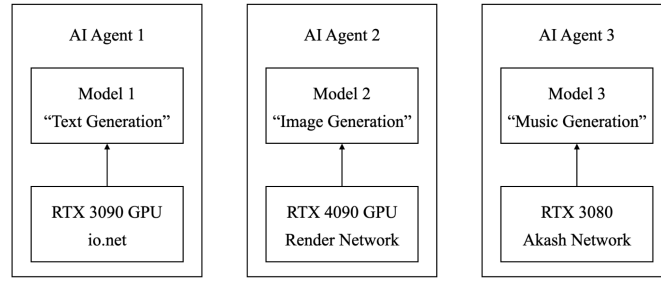 AI Agent 1
Model 1
“Text Generation”
RTX 3090 GPU
io.net
AI Agent 2
Model 2
“Image Generation”
RTX 4090 GPU
Render Network
AI Agent 3
Model 3
“Music Generation”
RTX 3080
Akash Network